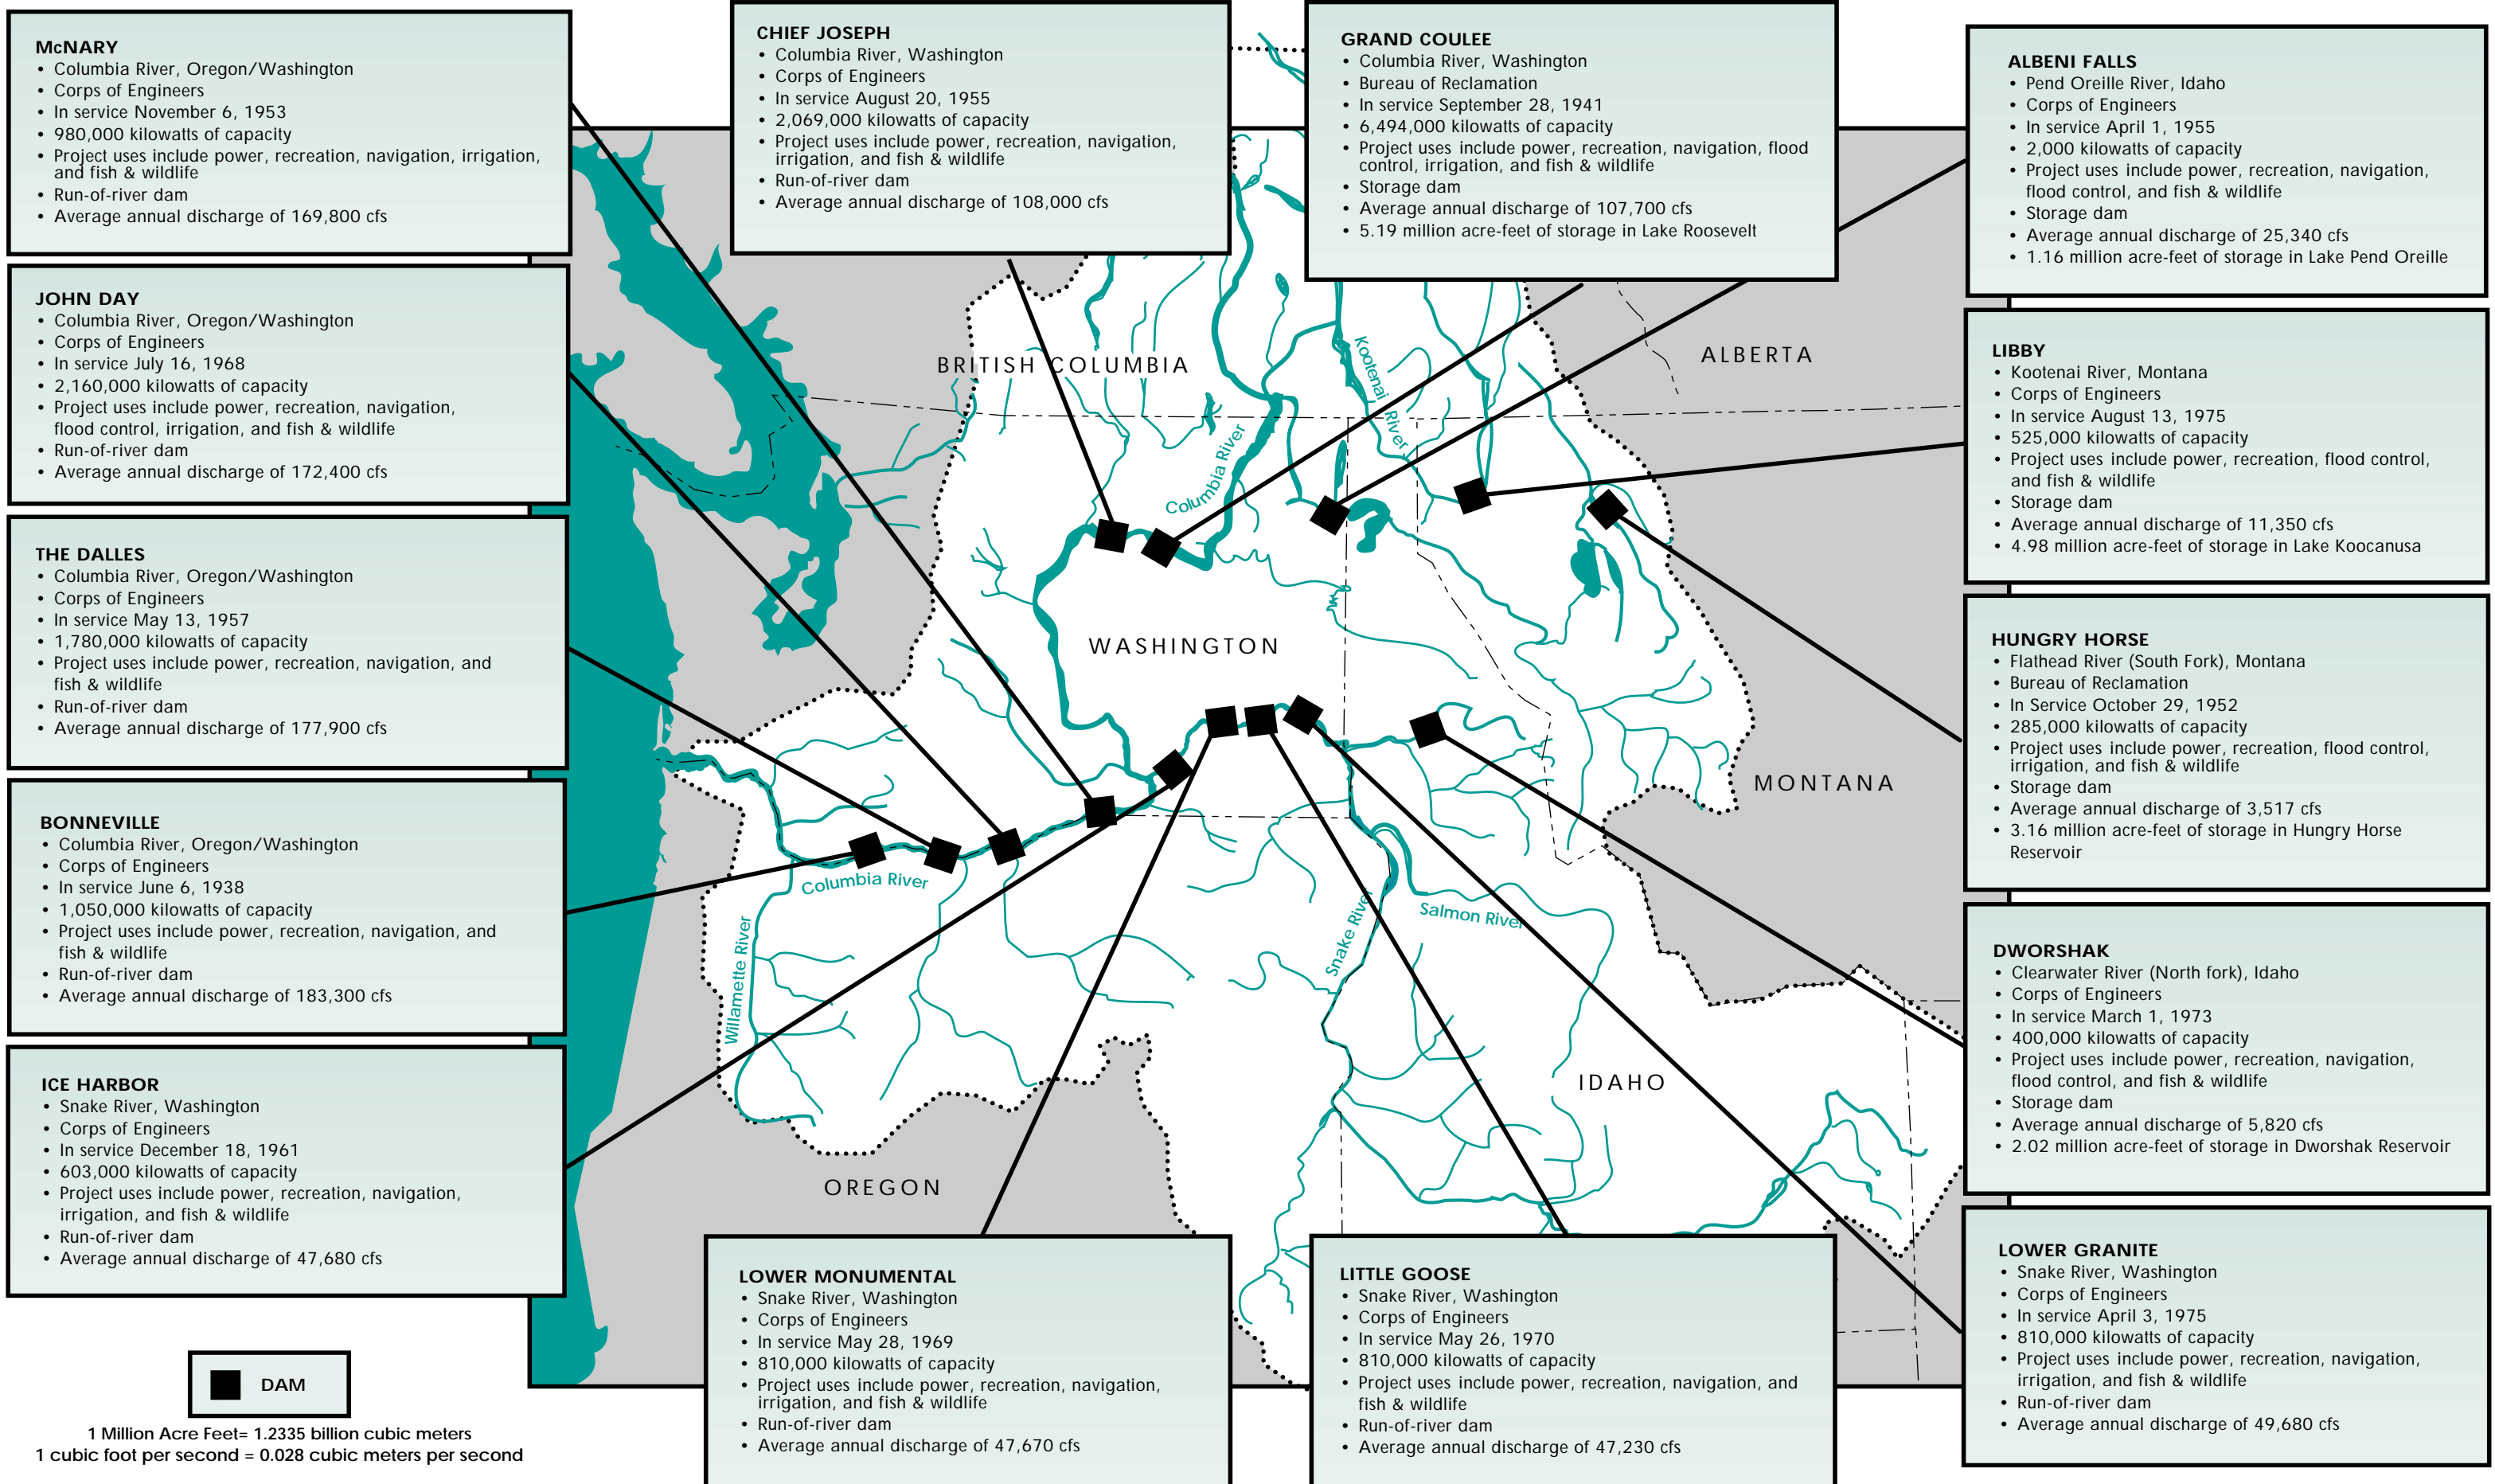 McNARY
• Columbia River, Oregon/Washington
• Corps of Engineers
• In service November 6, 1953
• 980,000 kilowatts of capacity
• Project uses include power, recreation, navigation, irrigation,
and fish & wildlife
• Run-of-river dam
• Average annual discharge of 169,800 cfs
CHIEF JOSEPH
• Columbia River, Washington
• Corps of Engineers
• In service August 20, 1955
• 2,069,000 kilowatts of capacity
• Project uses include power, recreation, navigation,
irrigation, and fish & wildlife
• Run-of-river dam
• Average annual discharge of 108,000 cfs
GRAND COULEE
• Columbia River, Washington
• Bureau of Reclamation
• In service September 28, 1941
• 6,494,000 kilowatts of capacity
• Project uses include power, recreation, navigation, flood
control, irrigation, and fish & wildlife
• Storage dam
• Average annual discharge of 107,700 cfs
• 5.19 million acre-feet of storage in Lake Roosevelt
ALBENI FALLS
• Pend Oreille River, Idaho
• Corps of Engineers
• In service April 1, 1955
• 2,000 kilowatts of capacity
• Project uses include power, recreation, navigation,
flood control, and fish & wildlife
• Storage dam
• Average annual discharge of 25,340 cfs
• 1.16 million acre-feet of storage in Lake Pend Oreille
JOHN DAY
• Columbia River, Oregon/Washington
• Corps of Engineers
• In service July 16, 1968
• 2,160,000 kilowatts of capacity
• Project uses include power, recreation, navigation,
flood control, irrigation, and fish & wildlife
• Run-of-river dam
• Average annual discharge of 172,400 cfs
LIBBY
• Kootenai River, Montana
• Corps of Engineers
• In service August 13, 1975
• 525,000 kilowatts of capacity
• Project uses include power, recreation, flood control,
and fish & wildlife
• Storage dam
• Average annual discharge of 11,350 cfs
• 4.98 million acre-feet of storage in Lake Koocanusa
THE DALLES
• Columbia River, Oregon/Washington
• Corps of Engineers
• In service May 13, 1957
• 1,780,000 kilowatts of capacity
• Project uses include power, recreation, navigation, and
fish & wildlife
• Run-of-river dam
• Average annual discharge of 177,900 cfs
HUNGRY HORSE
• Flathead River (South Fork), Montana
• Bureau of Reclamation
• In Service October 29, 1952
• 285,000 kilowatts of capacity
• Project uses include power, recreation, flood control,
irrigation, and fish & wildlife
• Storage dam
• Average annual discharge of 3,517 cfs
• 3.16 million acre-feet of storage in Hungry Horse
Reservoir
BONNEVILLE
• Columbia River, Oregon/Washington
• Corps of Engineers
• In service June 6, 1938
• 1,050,000 kilowatts of capacity
• Project uses include power, recreation, navigation, and
fish & wildlife
• Run-of-river dam
• Average annual discharge of 183,300 cfs
DWORSHAK
• Clearwater River (North fork), Idaho
• Corps of Engineers
• In service March 1, 1973
• 400,000 kilowatts of capacity
• Project uses include power, recreation, navigation,
flood control, and fish & wildlife
• Storage dam
• Average annual discharge of 5,820 cfs
• 2.02 million acre-feet of storage in Dworshak Reservoir
ICE HARBOR
• Snake River, Washington
• Corps of Engineers
• In service December 18, 1961
• 603,000 kilowatts of capacity
• Project uses include power, recreation, navigation,
irrigation, and fish & wildlife
• Run-of-river dam
• Average annual discharge of 47,680 cfs
LOWER MONUMENTAL
• Snake River, Washington
• Corps of Engineers
• In service May 28, 1969
• 810,000 kilowatts of capacity
• Project uses include power, recreation, navigation,
irrigation, and fish & wildlife
• Run-of-river dam
• Average annual discharge of 47,670 cfs
LITTLE GOOSE
• Snake River, Washington
• Corps of Engineers
• In service May 26, 1970
• 810,000 kilowatts of capacity
• Project uses include power, recreation, navigation, and
fish & wildlife
• Run-of-river dam
• Average annual discharge of 47,230 cfs
LOWER GRANITE
• Snake River, Washington
• Corps of Engineers
• In service April 3, 1975
• 810,000 kilowatts of capacity
• Project uses include power, recreation, navigation,
irrigation, and fish & wildlife
• Run-of-river dam
• Average annual discharge of 49,680 cfs
BRITISH COLUMBIA
ALBERTA
Kootenai River
Columbia River
WASHINGTON
MONTANA
Columbia River
Willamette River
Snake River
Salmon River
IDAHO
OREGON
DAM
1 Million Acre Feet= 1.2335 billion cubic meters
1 cubic foot per second = 0.028 cubic meters per second